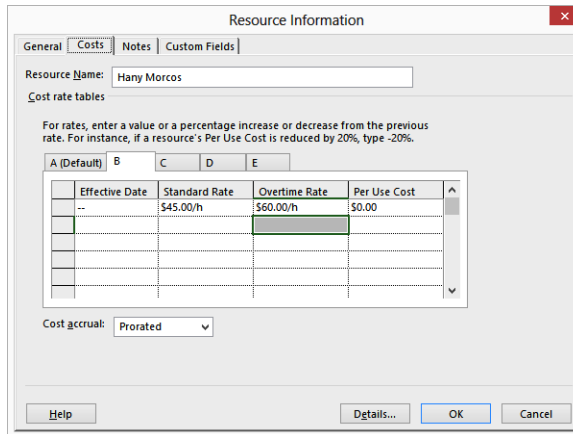 Resource Information
×
General Costs Notes Custom Fields
Resource Name: Hany Morcos
Cost rate tables
For rates, enter a value or a percentage increase or decrease from the previous
rate. For instance, if a resource's Per Use Cost is reduced by 20%, type -20%.
A (Default) B C D E
Effective Date Standard Rate Overtime Rate Per Use Cost
-- $45.00/h $60.00/h $0.00
Cost accrual: Prorated
Help Details... OK Cancel